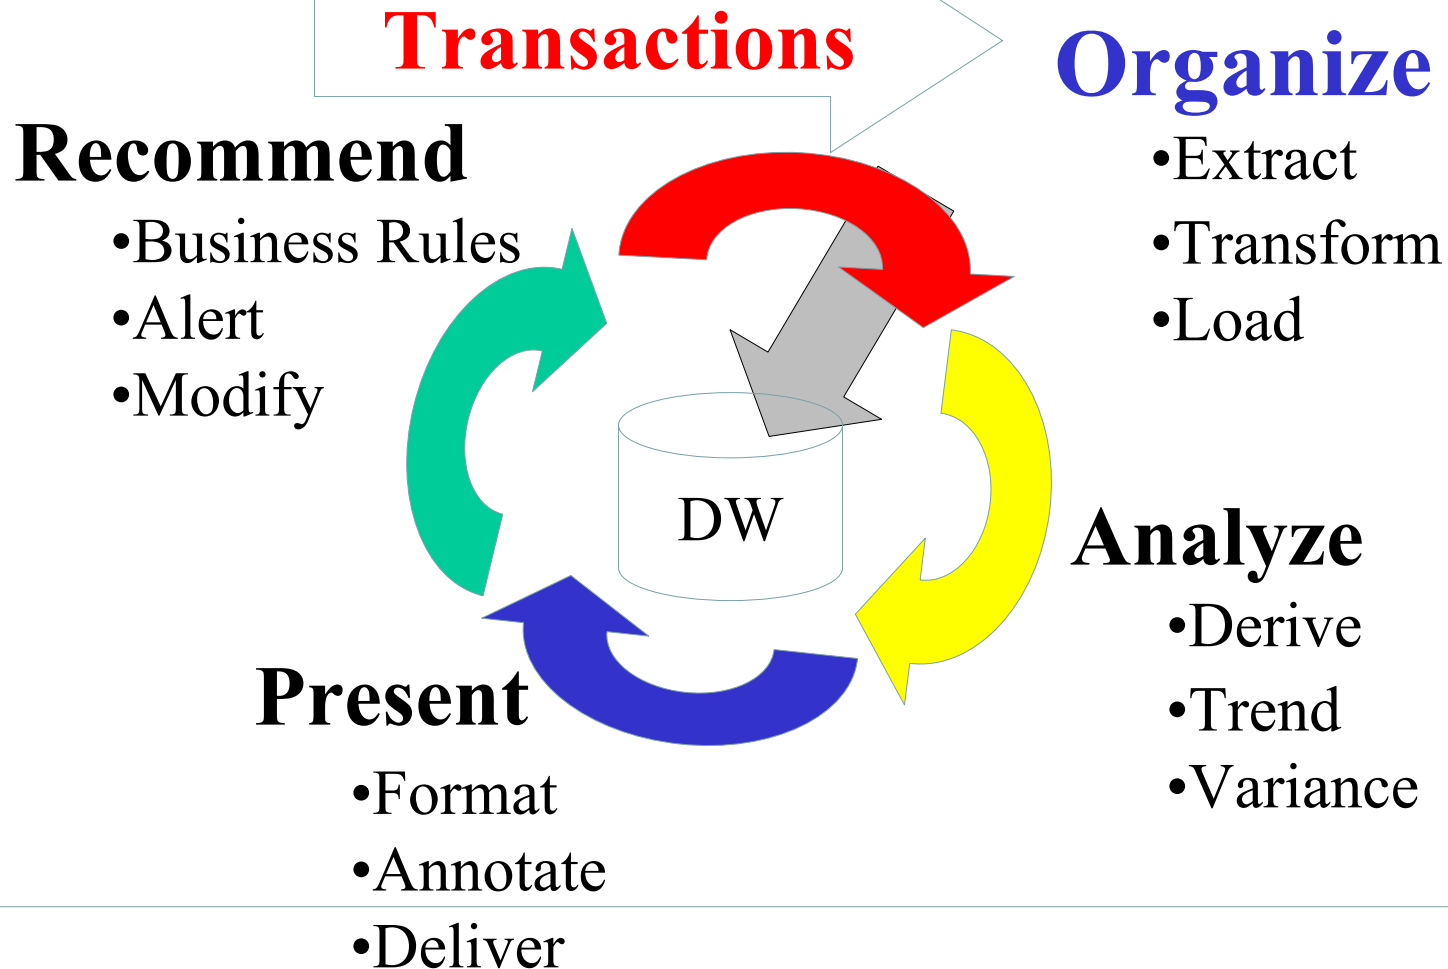 Transactions
Organize
•Extract
•Transform
•Load
Recommend
•Business Rules
•Alert
•Modify
DW
Analyze
•Derive
•Trend
•Variance
Present
•Format
•Annotate
•Deliver